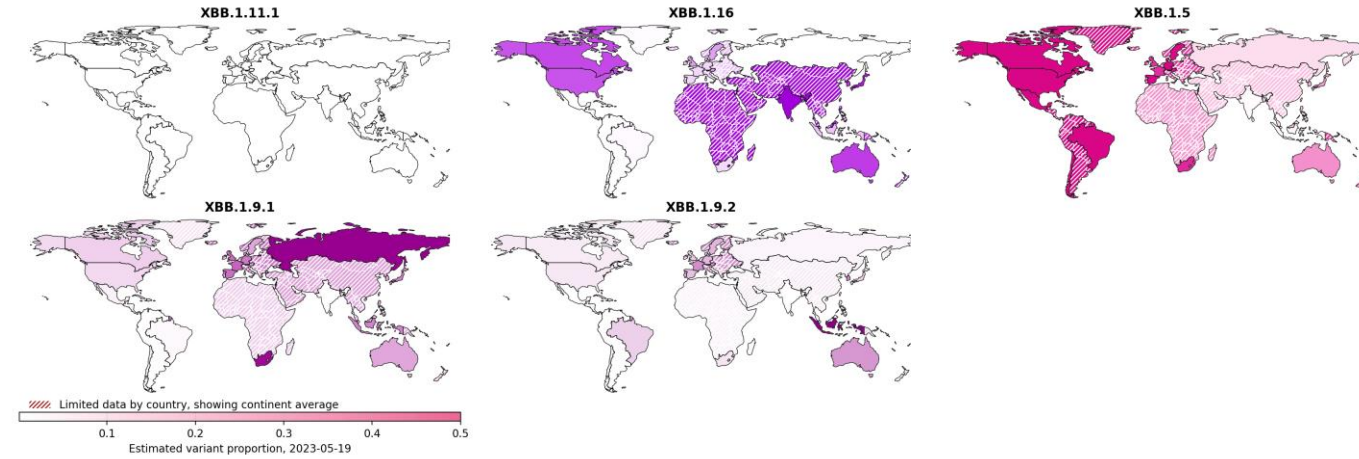 XBB.1.11.1
XBB.1.16
XBB.1.5
XBB.1.9.1
XBB.1.9.2
Limited data by country, showing continent average
0.1 0.2 0.3 0.4 0.5
Estimated variant proportion, 2023-05-19